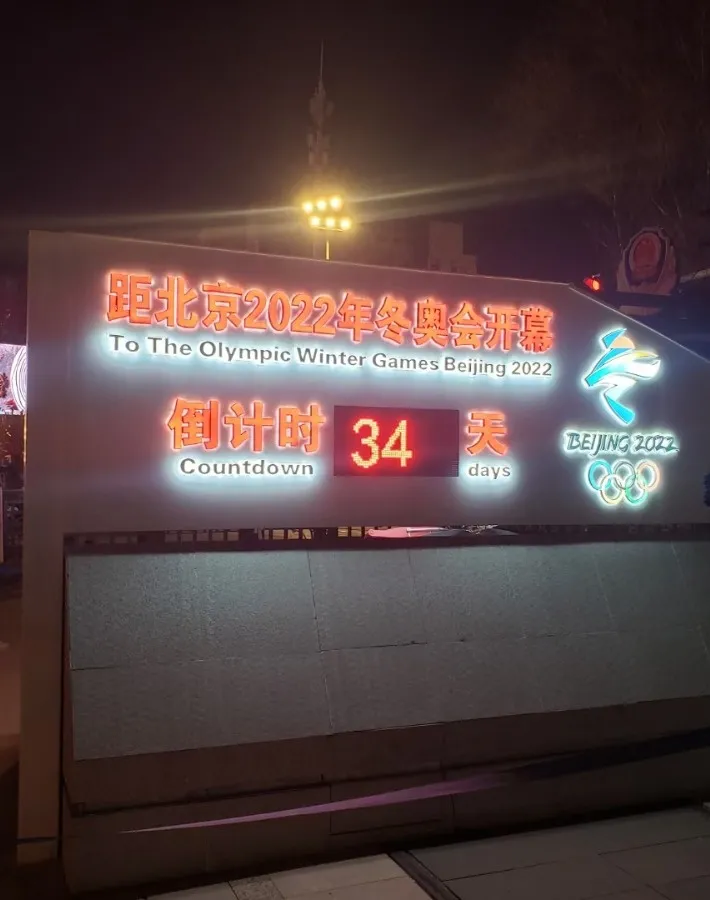 距北京2022年冬奥会开幕
To The Olympic Winter Games Beijing 2022
倒计时 34 天
Countdown days
BEIJING 2022